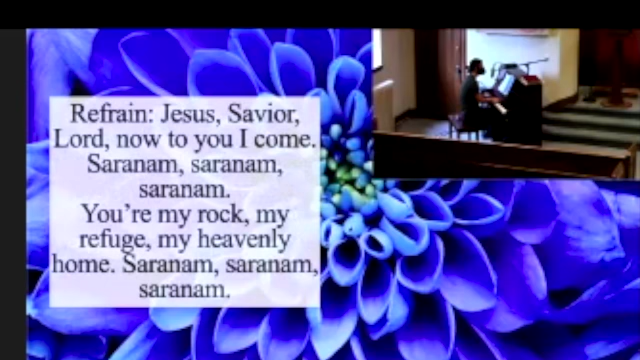 Refrain: Jesus, Savior,
Lord, now to you I come.
Saranam, saranam,
saranam.
You're my rock, my
refuge, my heavenly
home. Saranam, saranam,
saranam.